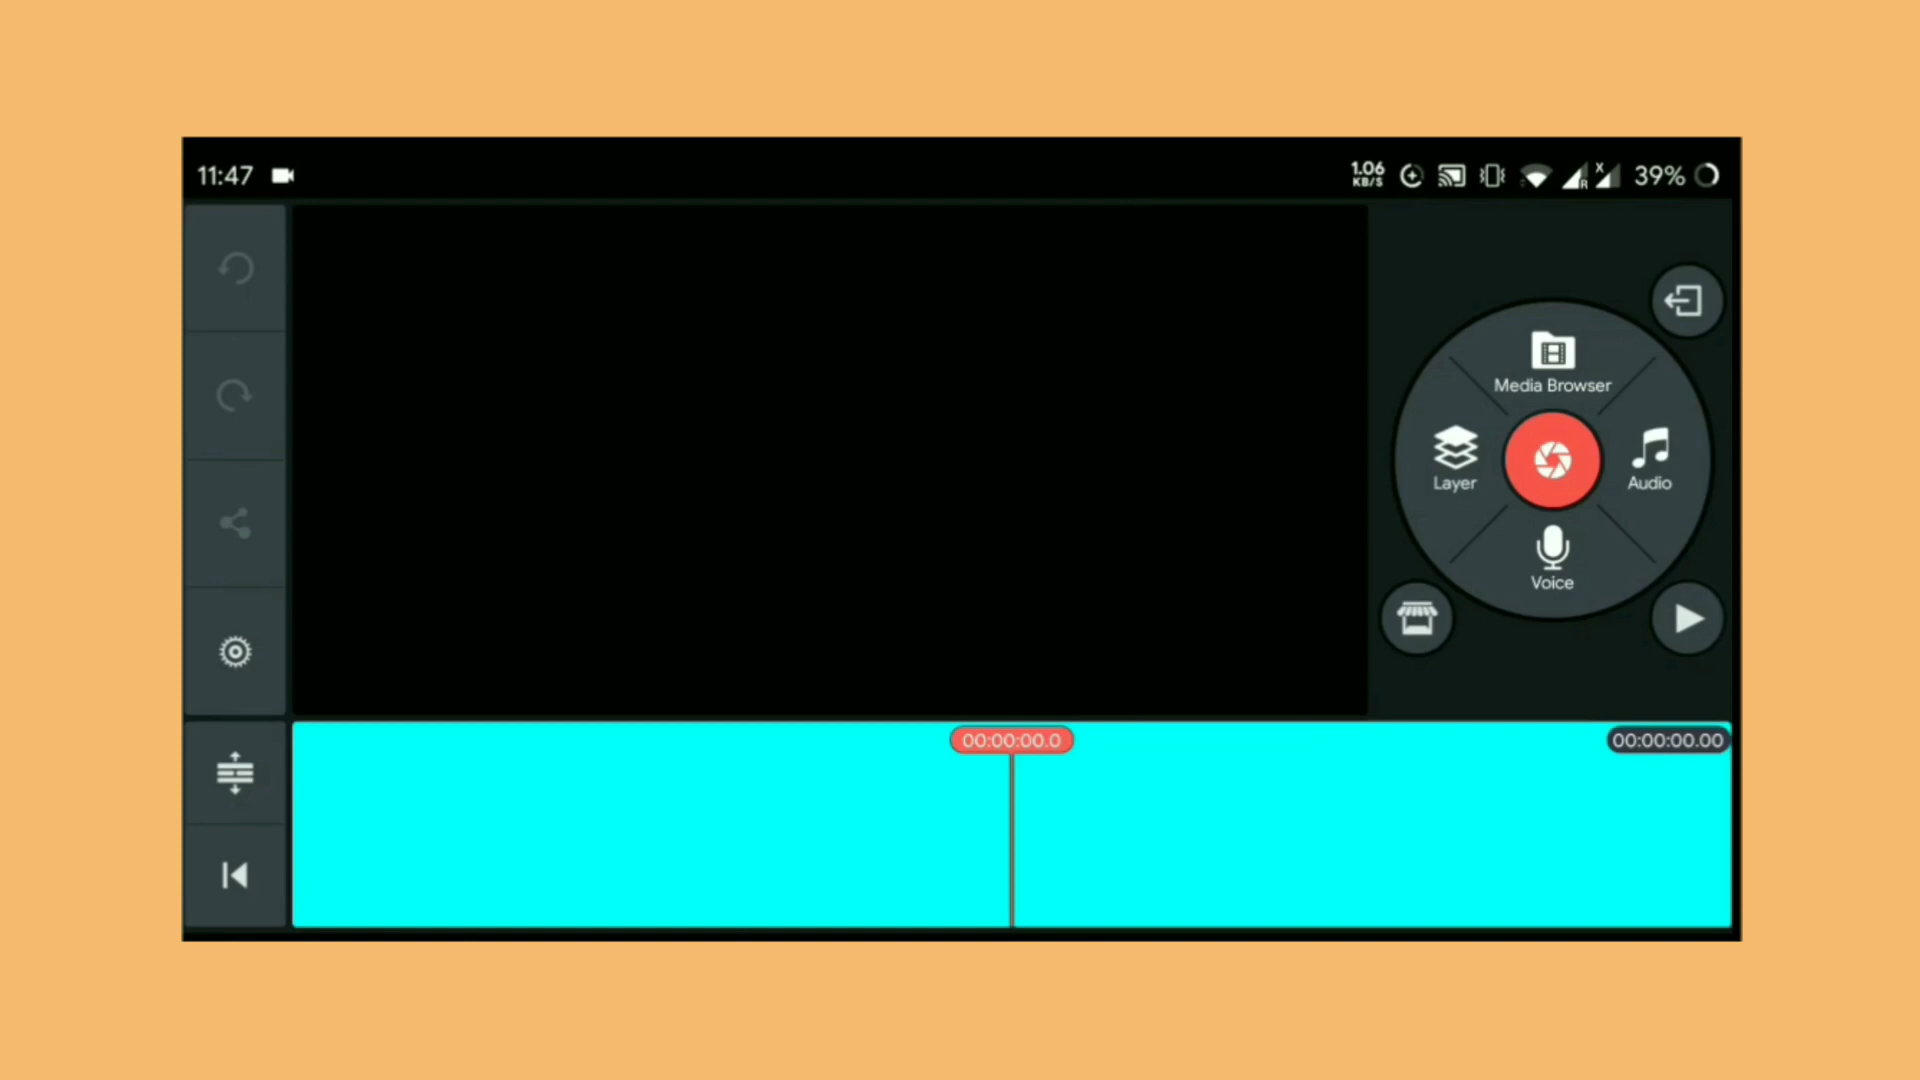 11:47
1.06
KB/S
R
X
39%
Media Browser
Layer
Audio
Voice
00:00:00.0
00:00:00.00